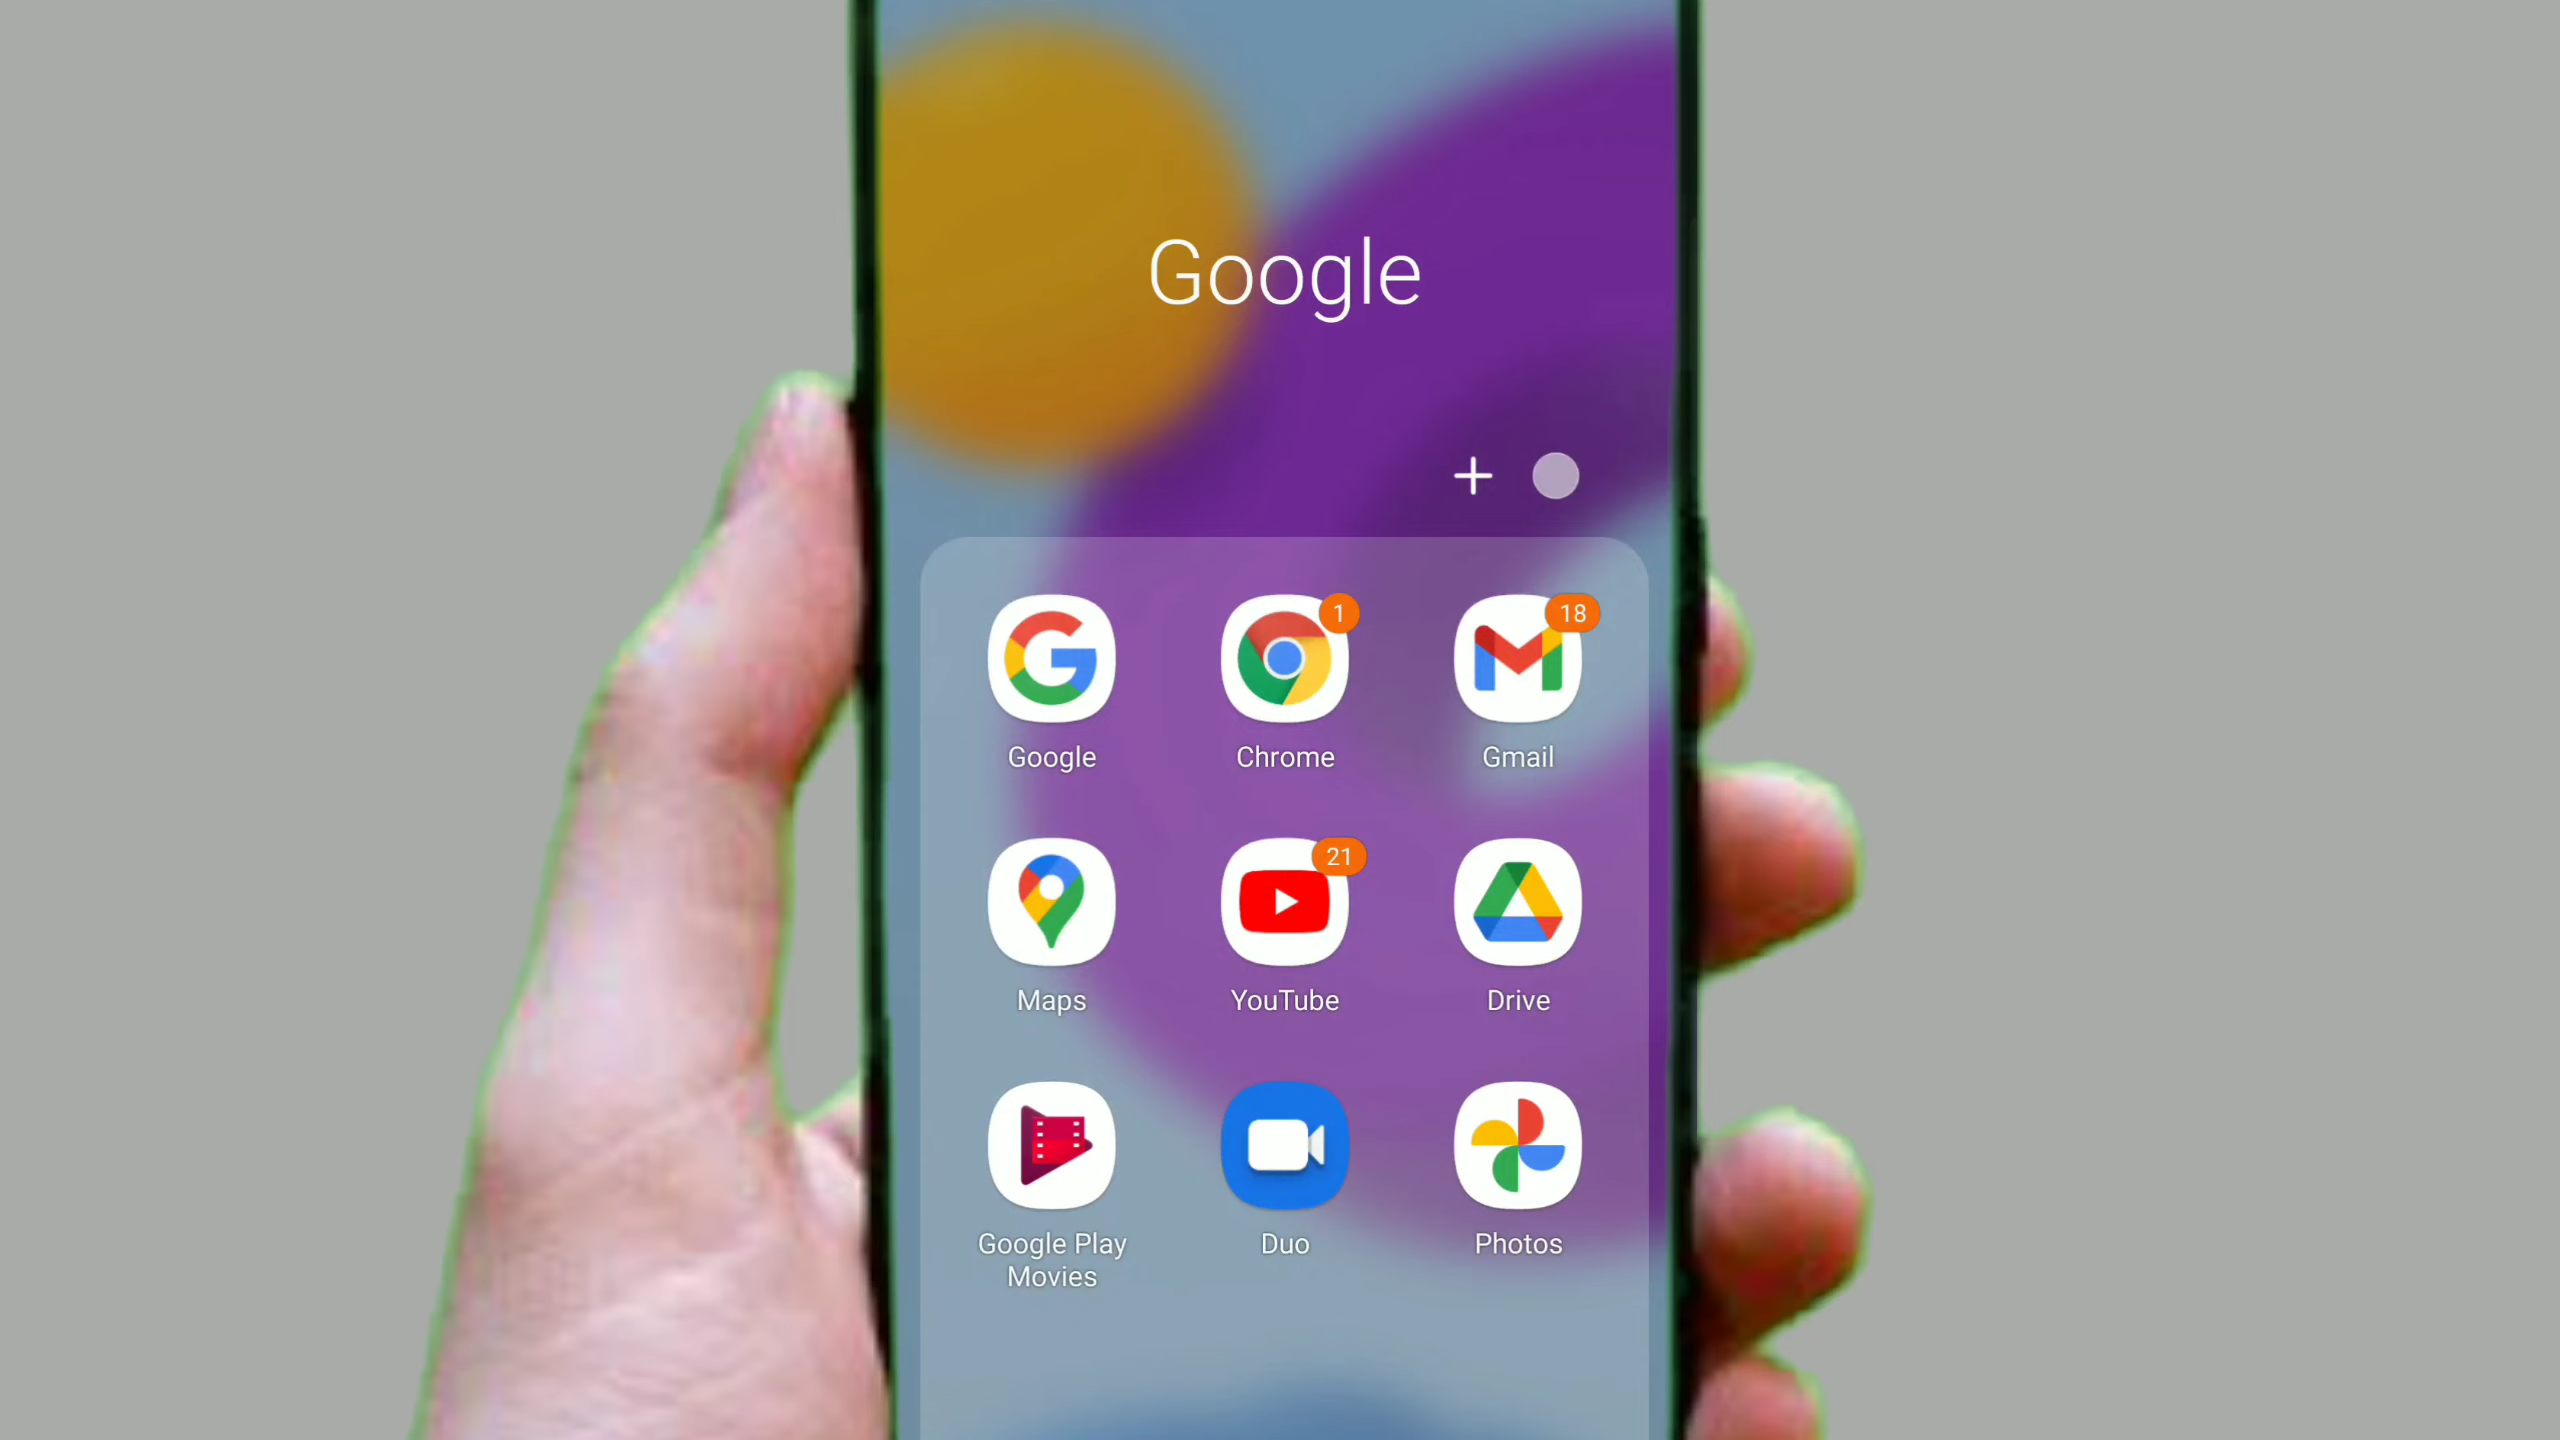 Google
1
18
Google Chrome Gmail
21
Maps YouTube Drive
Google Play
Movies
Duo Photos